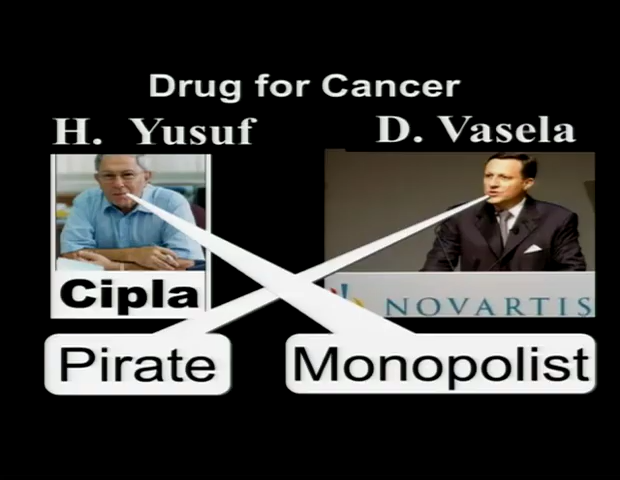 Drug for Cancer
H. Yusuf
D. Vasela
Cipla
NOVARTIS
Pirate
Monopolist